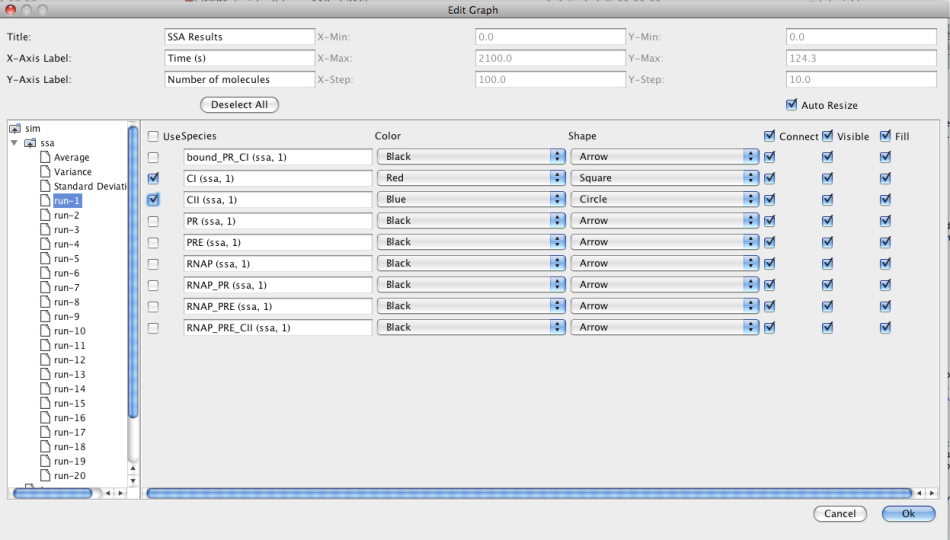 Edit Graph
Title: SSA Results X-Min: 0.0 Y-Min: 0.0
X-Axis Label: Time (s) X-Max: 2100.0 Y-Max: 124.3
Y-Axis Label: Number of molecules X-Step: 100.0 Y-Step: 10.0
Deselect All Auto Resize
sim
ssa
Average
Variance
Standard Deviati
run-1
run-2
run-3
run-4
run-5
run-6
run-7
run-8
run-9
run-10
run-11
run-12
run-13
run-14
run-15
run-16
run-17
run-18
run-19
run-20
Use Species Color Shape Connect Visible Fill
bound_PR_CI (ssa, 1) Black Arrow
CI (ssa, 1) Red Square
CII (ssa, 1) Blue Circle
PR (ssa, 1) Black Arrow
PRE (ssa, 1) Black Arrow
RNAP (ssa, 1) Black Arrow
RNAP_PR (ssa, 1) Black Arrow
RNAP_PRE (ssa, 1) Black Arrow
RNAP_PRE_CII (ssa, 1) Black Arrow
Cancel Ok